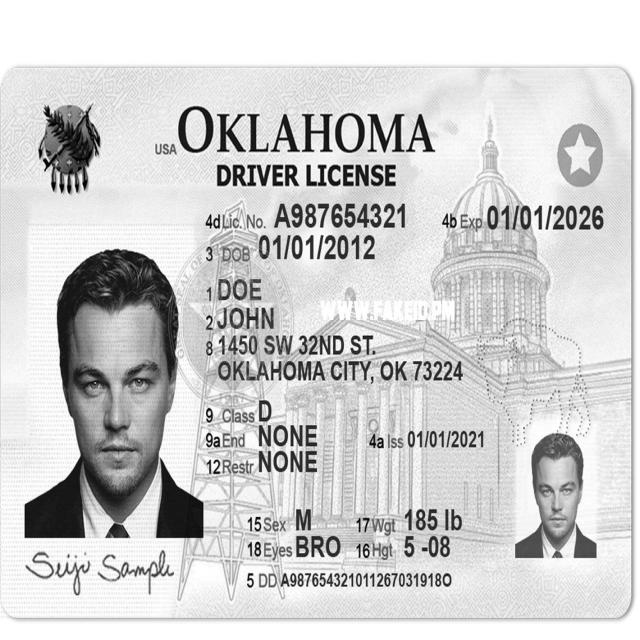 USA OKLAHOMA
DRIVER LICENSE
4d Lic. No. A987654321 4b Exp 01/01/2026
3 DOB 01/01/2012
1 DOE
WWW.FAKEID.PM
2 JOHN
8 1450 SW 32ND ST.
OKLAHOMA CITY, OK 73224
9 Class D
9a End NONE 4a Iss 01/01/2021
12 Restr NONE
15 Sex M 17 Wgt 185 lb
18 Eyes BRO 16 Hgt 5 -08
Seiji Sample
5 DD A9876543210112670319180